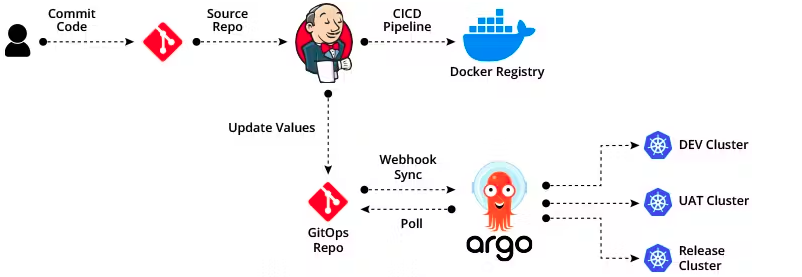 Commit
Code
Source
Repo
CICD
Pipeline
Docker Registry
Update Values
Webhook
Sync
Poll
GitOps
Repo
argo
DEV Cluster
UAT Cluster
Release
Cluster